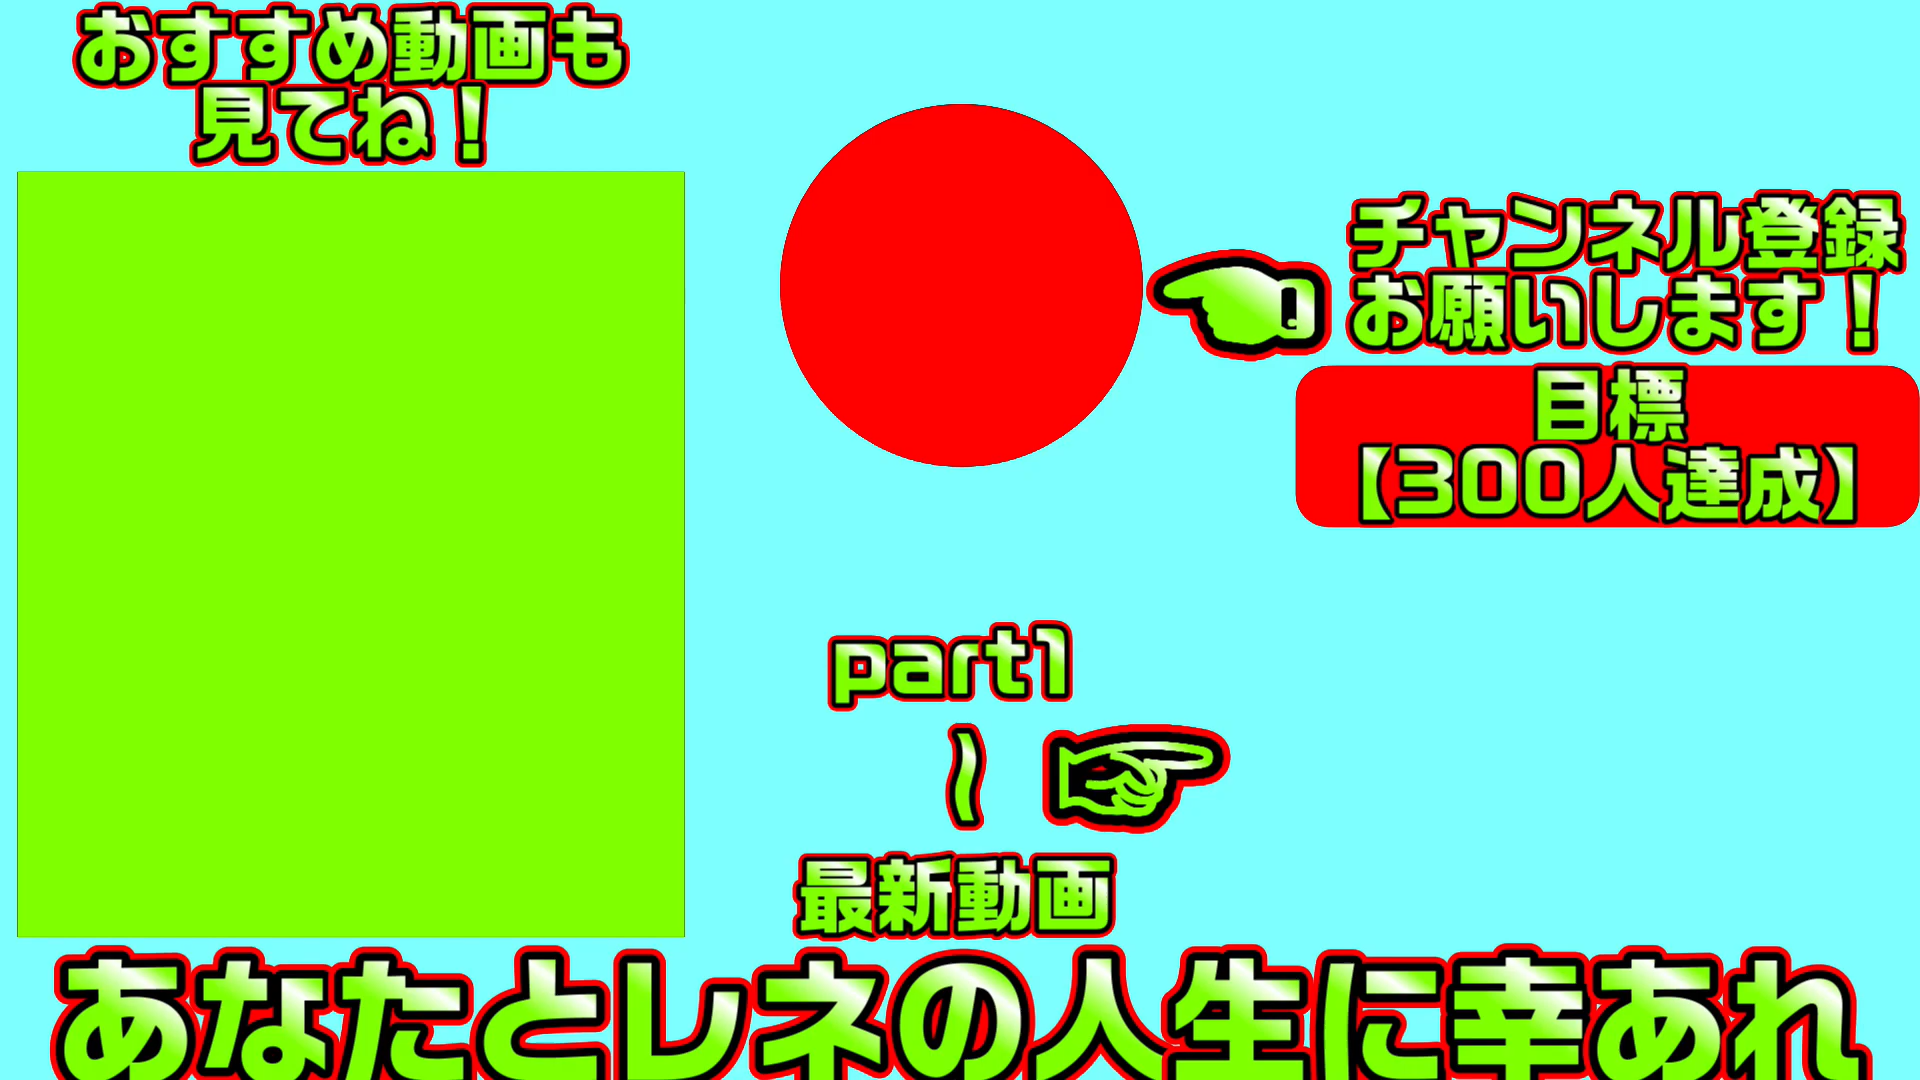 おすすめ動画も
見てね！
チャンネル登録
お願いします！
目標
【300人達成】
part1
～
最新動画
あなたとレネの人生に幸あれ